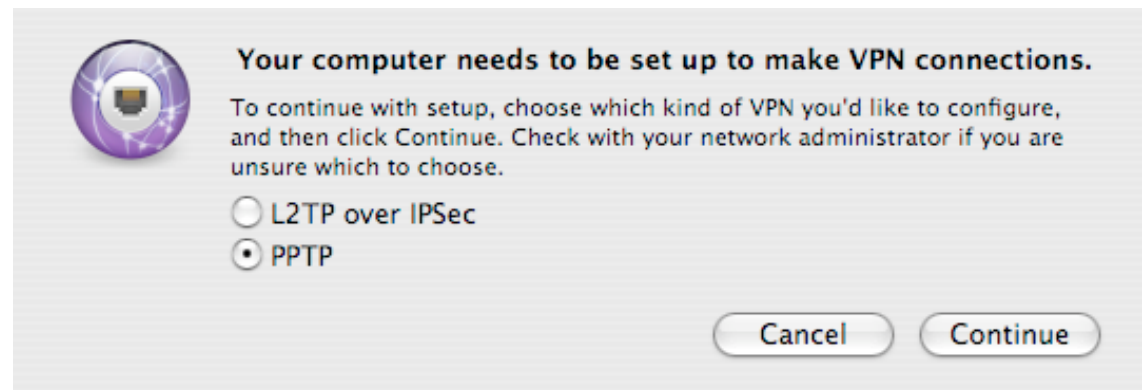 Your computer needs to be set up to make VPN connections.
To continue with setup, choose which kind of VPN you'd like to configure,
and then click Continue. Check with your network administrator if you are
unsure which to choose.
L2TP over IPSec
PPTP
Cancel Continue